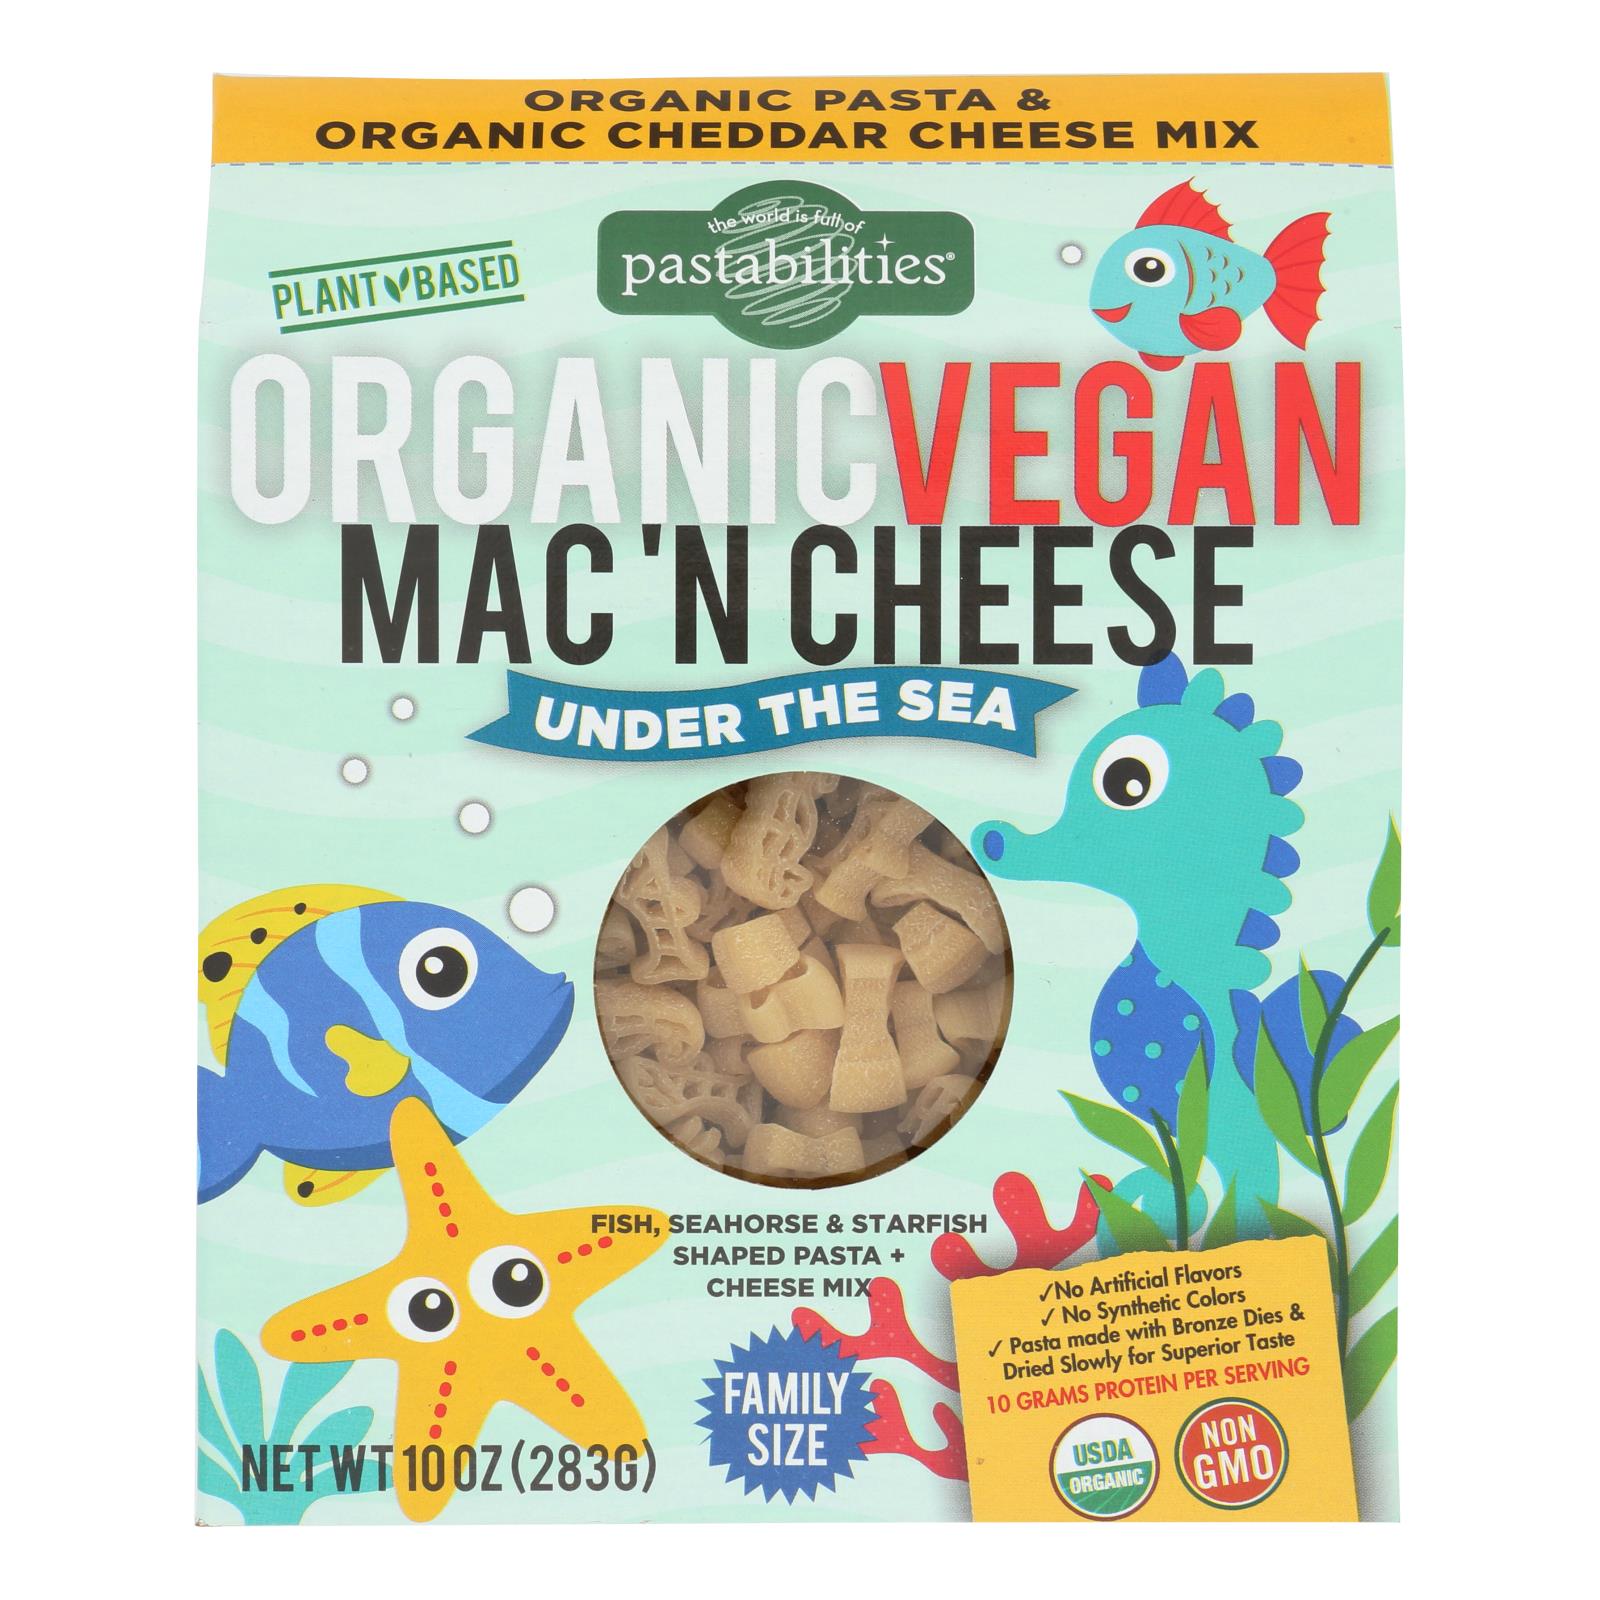 ORGANIC PASTA &
ORGANIC CHEDDAR CHEESE MIX
the world is full of
pastabilities®
PLANT BASED
ORGANIC VEGAN
MAC 'N CHEESE
UNDER THE SEA
FISH, SEAHORSE & STARFISH
SHAPED PASTA +
CHEESE MIX
✓No Artificial Flavors
✓ No Synthetic Colors
✓ Pasta made with Bronze Dies &
Dried Slowly for Superior Taste
10 GRAMS PROTEIN PER SERVING
FAMILY
SIZE
USDA
ORGANIC
NON
GMO
NET WT 10 OZ (283G)